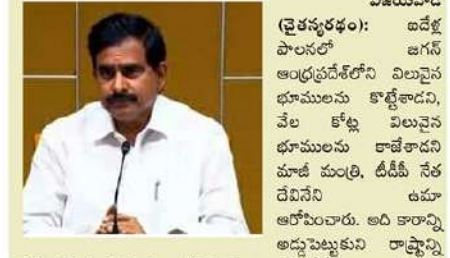 విజయవాడ
(చైతన్యరథం): ఐదేళ్ల
పాలనలో జగన్
ఆంధ్రప్రదేశ్‌లోని విలువైన
భూములను కొట్టేశాడని,
వేల కోట్ల విలువైన
భూములను కాజేశాడని
మాజీ మంత్రి, టీడీపీ నేత
దేవినేని ఉమా
ఆరోపించారు. అది కారాన్ని
అడ్డుపెట్టుకుని రాష్ట్రాన్ని